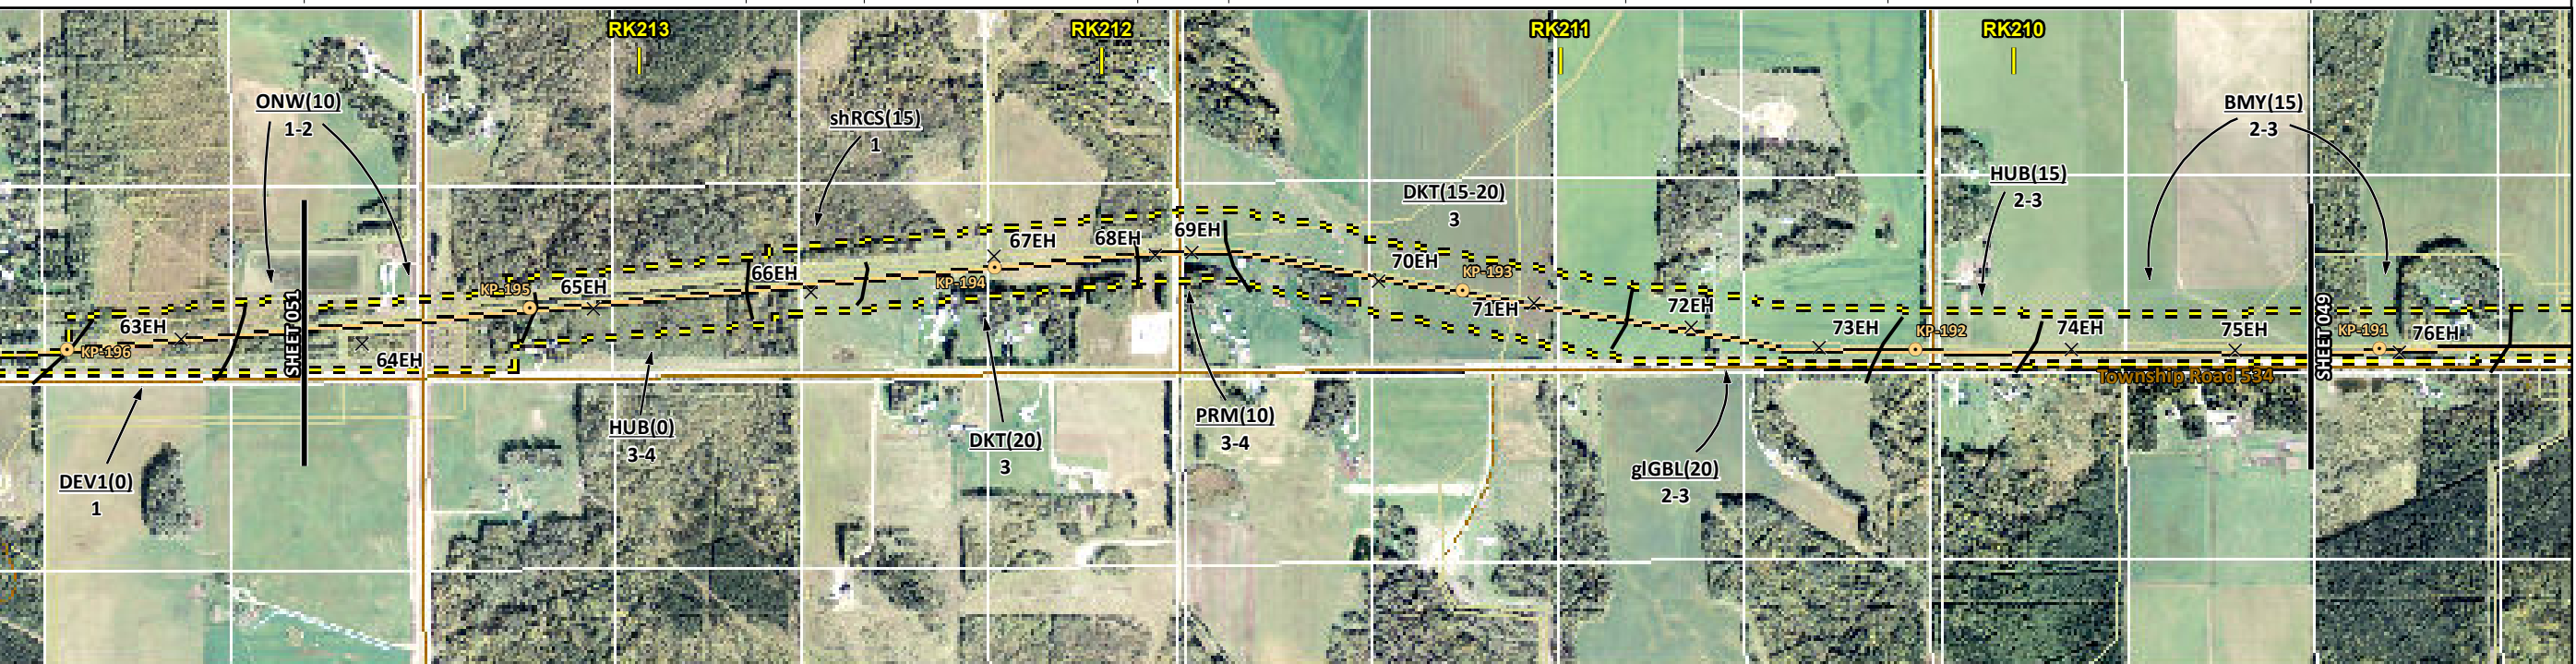 RK213
RK212
RK211
RK210
ONW(10)
1-2
shRCS(15)
1
DKT(15-20)
3
HUB(15)
2-3
BMY(15)
2-3
63EH
64EH
65EH
66EH
67EH
68EH
69EH
70EH
71EH
72EH
73EH
74EH
75EH
76EH
KP-196
KP-195
KP-194
KP-193
KP-192
KP-191
SHEET 051
SHEET 049
Township Road 534
DEV1(0)
1
HUB(0)
3-4
DKT(20)
3
PRM(10)
3-4
glGBL(20)
2-3